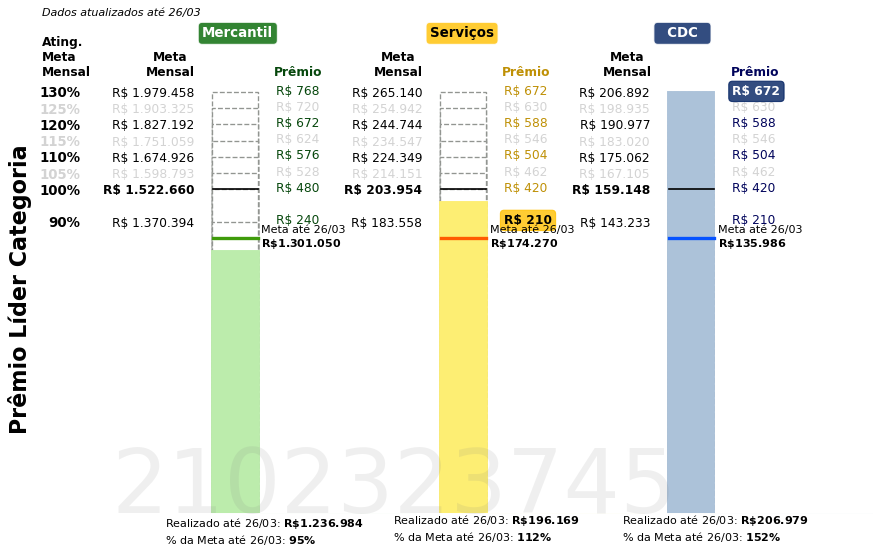 Dados atualizados até 26/03
Mercantil Serviços CDC
Ating. Meta Mensal
Meta Mensal Prêmio Meta Mensal Prêmio Meta Mensal Prêmio
130% R$ 1.979.458 R$ 768 R$ 265.140 R$ 672 R$ 206.892 R$ 672
125% R$ 1.903.325 R$ 720 R$ 254.942 R$ 630 R$ 198.935 R$ 630
120% R$ 1.827.192 R$ 672 R$ 244.744 R$ 588 R$ 190.977 R$ 588
115% R$ 1.751.059 R$ 624 R$ 234.547 R$ 546 R$ 183.020 R$ 546
110% R$ 1.674.926 R$ 576 R$ 224.349 R$ 504 R$ 175.062 R$ 504
105% R$ 1.598.793 R$ 528 R$ 214.151 R$ 462 R$ 167.105 R$ 462
100% R$ 1.522.660 R$ 480 R$ 203.954 R$ 420 R$ 159.148 R$ 420
90% R$ 1.370.394 R$ 240 R$ 183.558 R$ 210 R$ 143.233 R$ 210
Meta até 26/03 Meta até 26/03 Meta até 26/03
R$1.301.050 R$174.270 R$135.986
Prêmio Líder Categoria
2102323745
Realizado até 26/03: R$1.236.984 Realizado até 26/03: R$196.169 Realizado até 26/03: R$206.979
% da Meta até 26/03: 95% % da Meta até 26/03: 112% % da Meta até 26/03: 152%